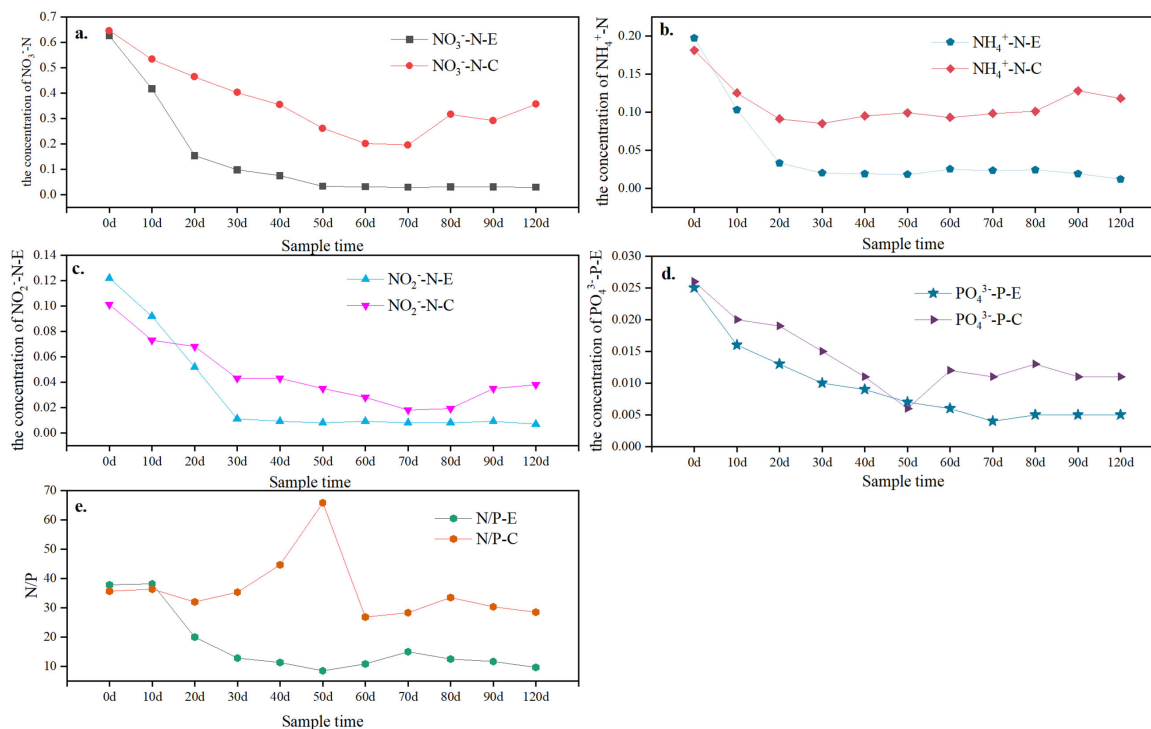 a.
the concentration of NO₃⁻-N
0.7
0.6
0.5
0.4
0.3
0.2
0.1
0.0
NO₃⁻-N-E
NO₃⁻-N-C
0d 10d 20d 30d 40d 50d 60d 70d 80d 90d 120d
Sample time
b.
the concentration of NH₄⁺-N
0.20
0.15
0.10
0.05
0.00
NH₄⁺-N-E
NH₄⁺-N-C
0d 10d 20d 30d 40d 50d 60d 70d 80d 90d 120d
Sample time
c.
the concentration of NO₂⁻-N-E
0.14
0.12
0.10
0.08
0.06
0.04
0.02
0.00
NO₂⁻-N-E
NO₂⁻-N-C
0d 10d 20d 30d 40d 50d 60d 70d 80d 90d 120d
Sample time
d.
the concentration of PO₄³⁻-P-E
0.030
0.025
0.020
0.015
0.010
0.005
0.000
PO₄³⁻-P-E
PO₄³⁻-P-C
0d 10d 20d 30d 40d 50d 60d 70d 80d 90d 120d
Sample time
e.
N/P
70
60
50
40
30
20
10
N/P-E
N/P-C
0d 10d 20d 30d 40d 50d 60d 70d 80d 90d 120d
Sample time